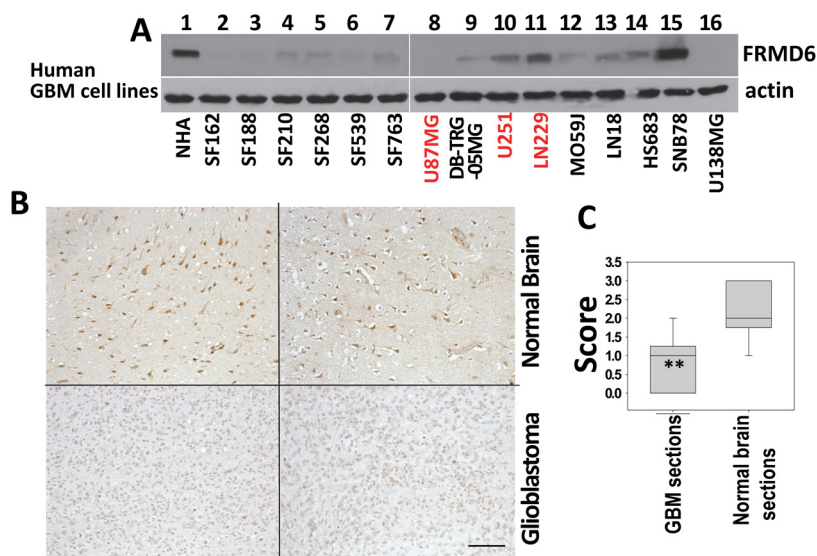 A
1 2 3 4 5 6 7 8 9 10 11 12 13 14 15 16
FRMD6
Human
GBM cell lines
actin
NHA
SF162
SF188
SF210
SF268
SF539
SF763
U87MG
DB-TRG
-05MG
U251
LN229
MO59J
LN18
HS683
SNB78
U138MG
B
Normal Brain
Glioblastoma
C
Score
3.5
3.0
2.5
2.0
1.5
1.0
0.5
0.0
**
GBM sections
Normal brain
sections